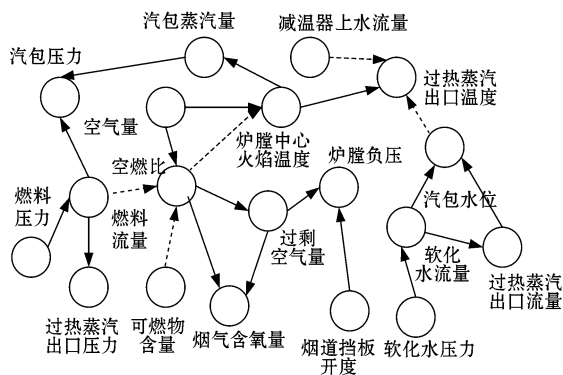 汽包蒸汽量
减温器上水流量
汽包压力
过热蒸汽
出口温度
空气量
炉膛中心
火焰温度
炉膛负压
空燃比
燃料
压力
燃料
流量
汽包水位
过剩
空气量
软化
水流量
过热蒸汽
出口流量
过热蒸汽
出口压力
可燃物
含量
烟气含氧量
烟道挡板
开度
软化水压力